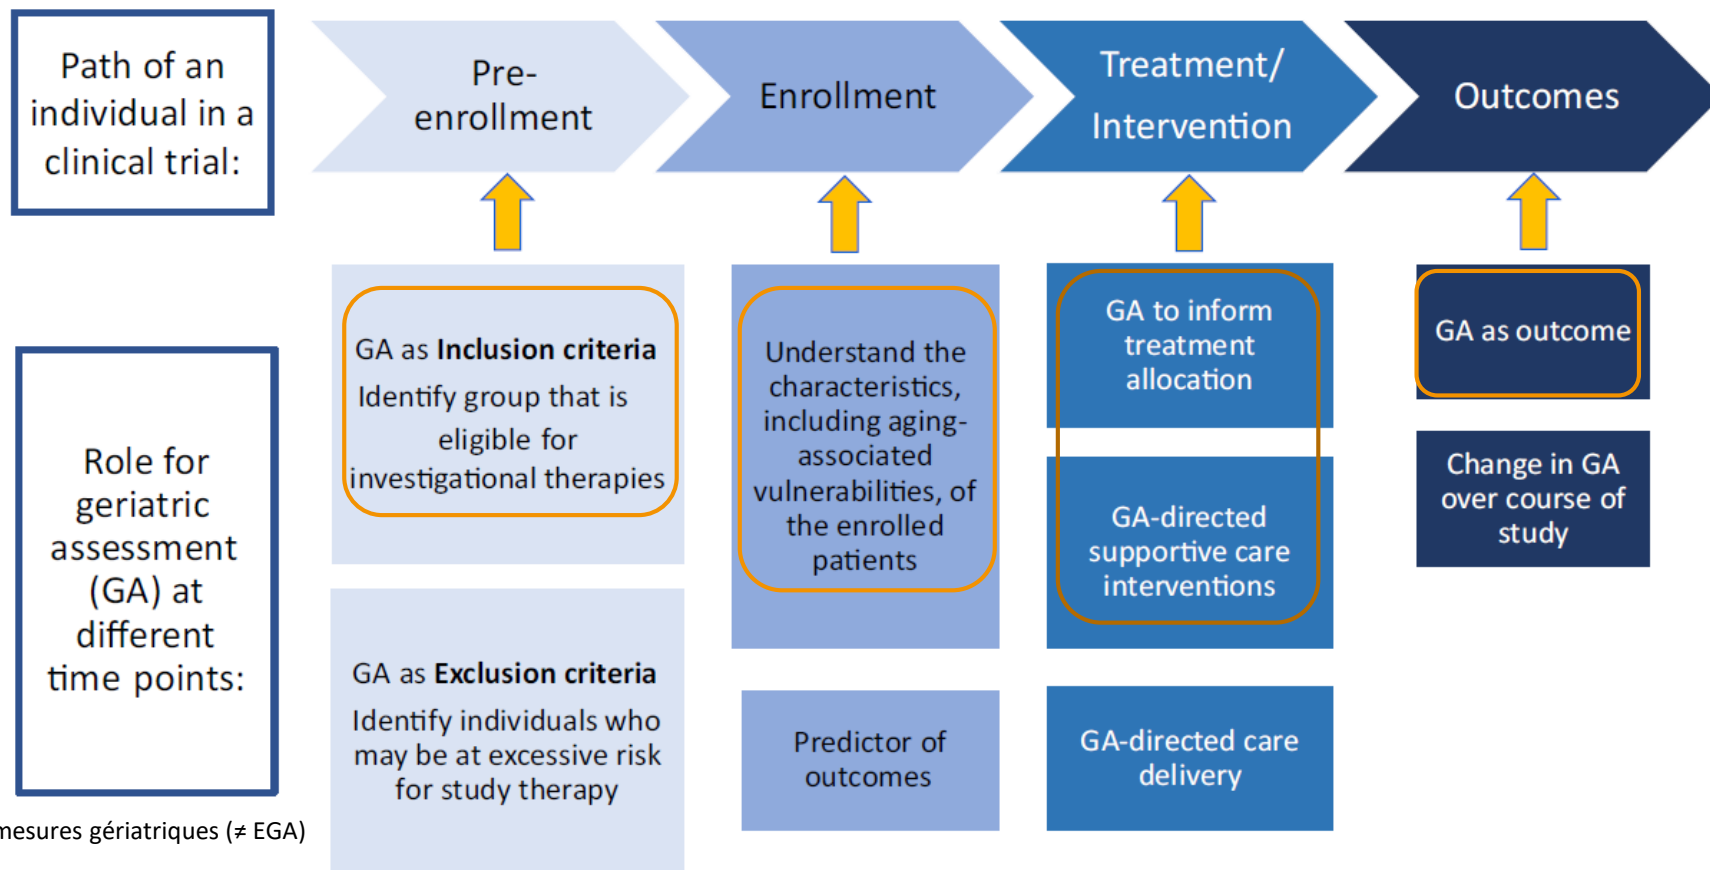 Path of an
individual in a
clinical trial:
Pre-
enrollment
Enrollment
Treatment/
Intervention
Outcomes
Role for
geriatric
assessment
(GA) at
different
time points:
GA as Inclusion criteria
Identify group that is
eligible for
investigational therapies
GA as Exclusion criteria
Identify individuals who
may be at excessive risk
for study therapy
Understand the
characteristics,
including aging-
associated
vulnerabilities, of
the enrolled
patients
Predictor of
outcomes
GA to inform
treatment
allocation
GA-directed
supportive care
interventions
GA-directed care
delivery
GA as outcome
Change in GA
over course of
study
mesures gériatriques (≠ EGA)